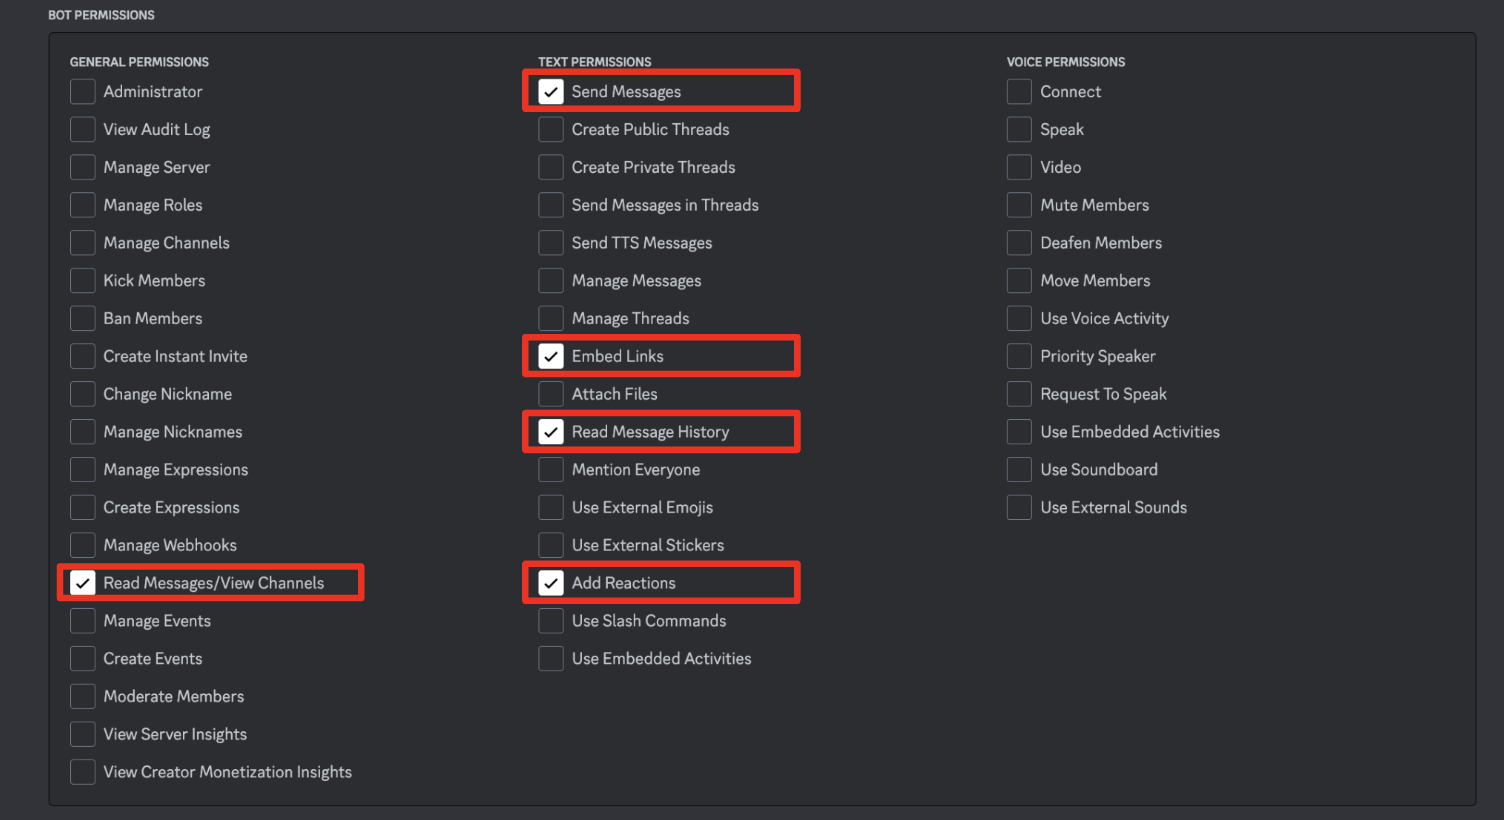 BOT PERMISSIONS
GENERAL PERMISSIONS
Administrator
View Audit Log
Manage Server
Manage Roles
Manage Channels
Kick Members
Ban Members
Create Instant Invite
Change Nickname
Manage Nicknames
Manage Expressions
Create Expressions
Manage Webhooks
Read Messages/View Channels
Manage Events
Create Events
Moderate Members
View Server Insights
View Creator Monetization Insights
TEXT PERMISSIONS
Send Messages
Create Public Threads
Create Private Threads
Send Messages in Threads
Send TTS Messages
Manage Messages
Manage Threads
Embed Links
Attach Files
Read Message History
Mention Everyone
Use External Emojis
Use External Stickers
Add Reactions
Use Slash Commands
Use Embedded Activities
VOICE PERMISSIONS
Connect
Speak
Video
Mute Members
Deafen Members
Move Members
Use Voice Activity
Priority Speaker
Request To Speak
Use Embedded Activities
Use Soundboard
Use External Sounds